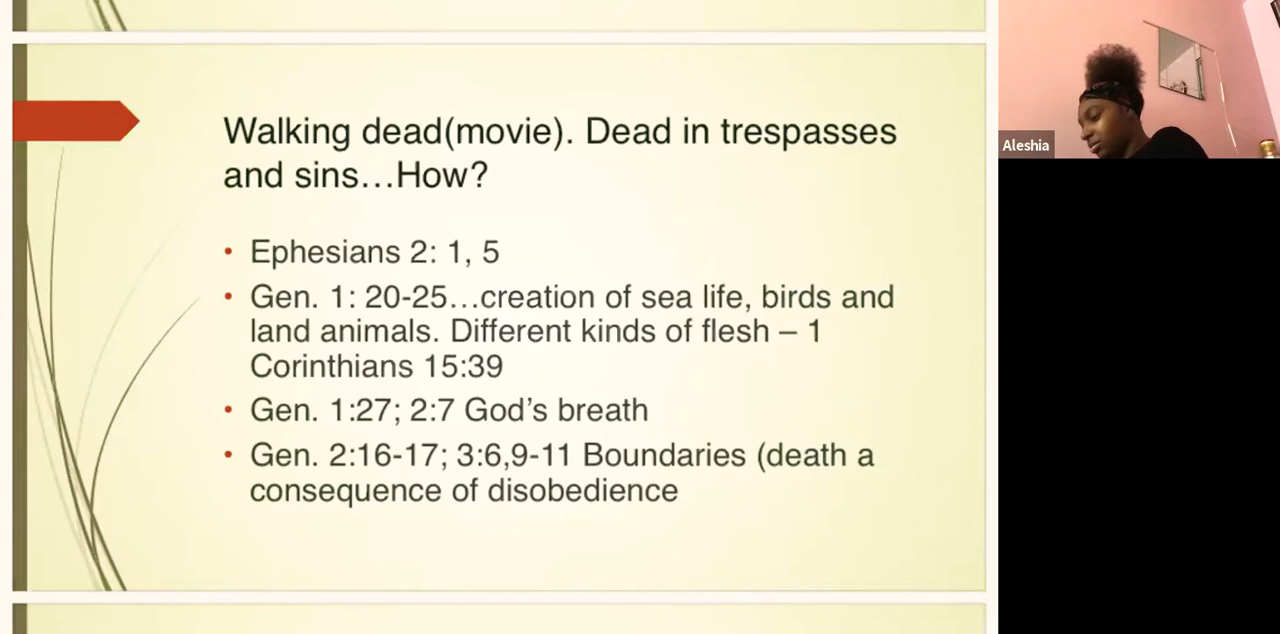 Walking dead(movie). Dead in trespasses
and sins…How?
• Ephesians 2: 1, 5
• Gen. 1: 20-25…creation of sea life, birds and
land animals. Different kinds of flesh – 1
Corinthians 15:39
• Gen. 1:27; 2:7 God’s breath
• Gen. 2:16-17; 3:6,9-11 Boundaries (death a
consequence of disobedience
Aleshia